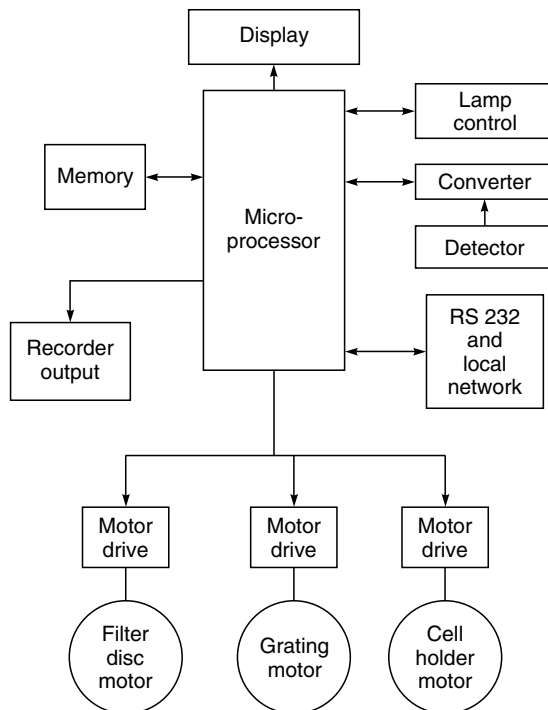 Display
Lamp
control
Memory
Converter
Micro-
processor
Detector
RS 232
and
local
network
Recorder
output
Motor
drive
Motor
drive
Motor
drive
Filter
disc
motor
Grating
motor
Cell
holder
motor